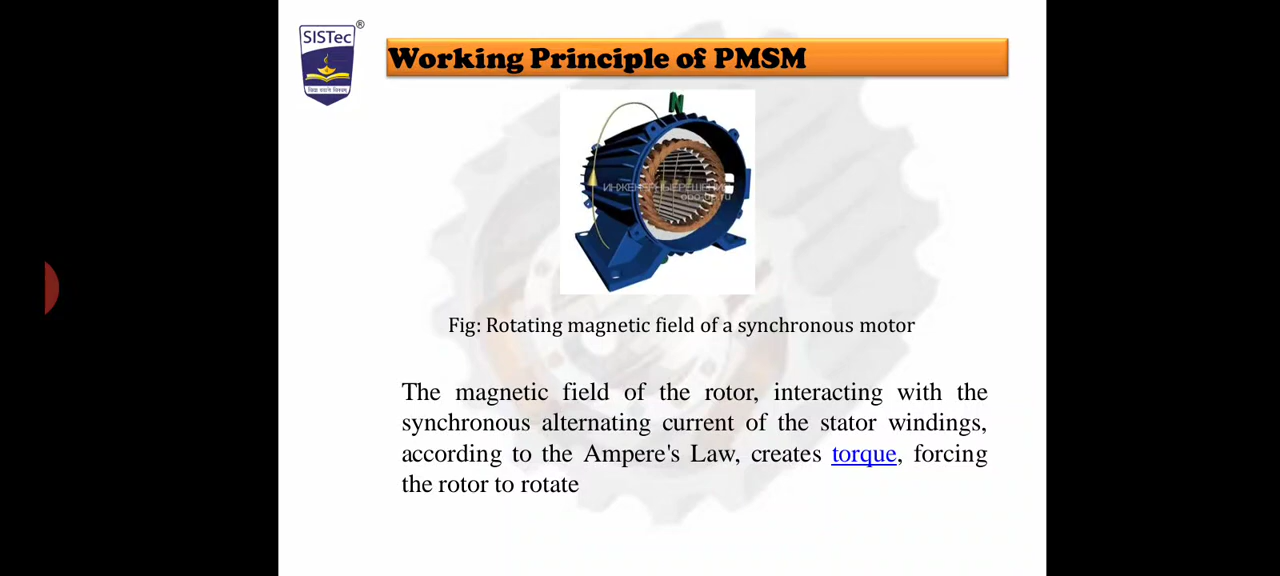 SISTec
®
Working Principle of PMSM
N
ИНЖЕНЕРНЫЕ РЕШЕНИЯ
Fig: Rotating magnetic field of a synchronous motor
The magnetic field of the rotor, interacting with the
synchronous alternating current of the stator windings,
according to the Ampere's Law, creates torque, forcing
the rotor to rotate